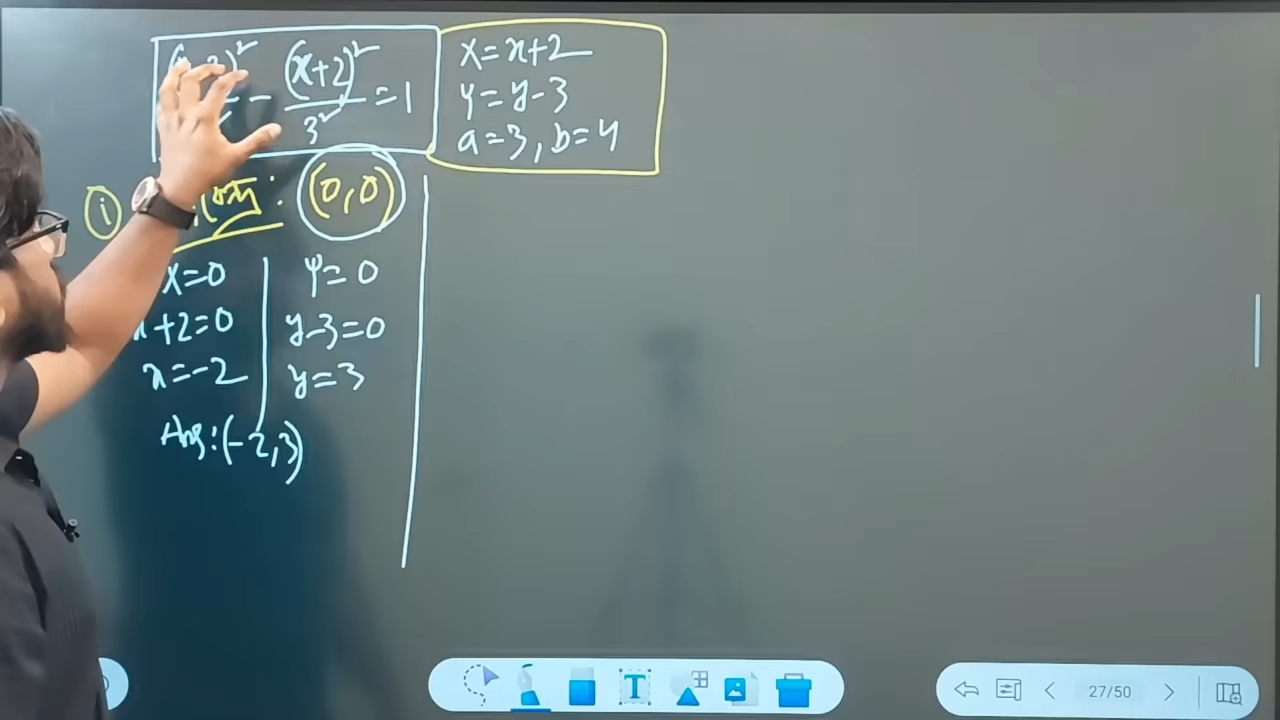 − (x+2)² / 3² = 1
X=x+2
Y=y-3
a=3, b=4
(i) : (0,0)
X=0 | Y=0
x+2=0 | y-3=0
x=-2 | y=3
Ans:(-2,3)
T
27/50